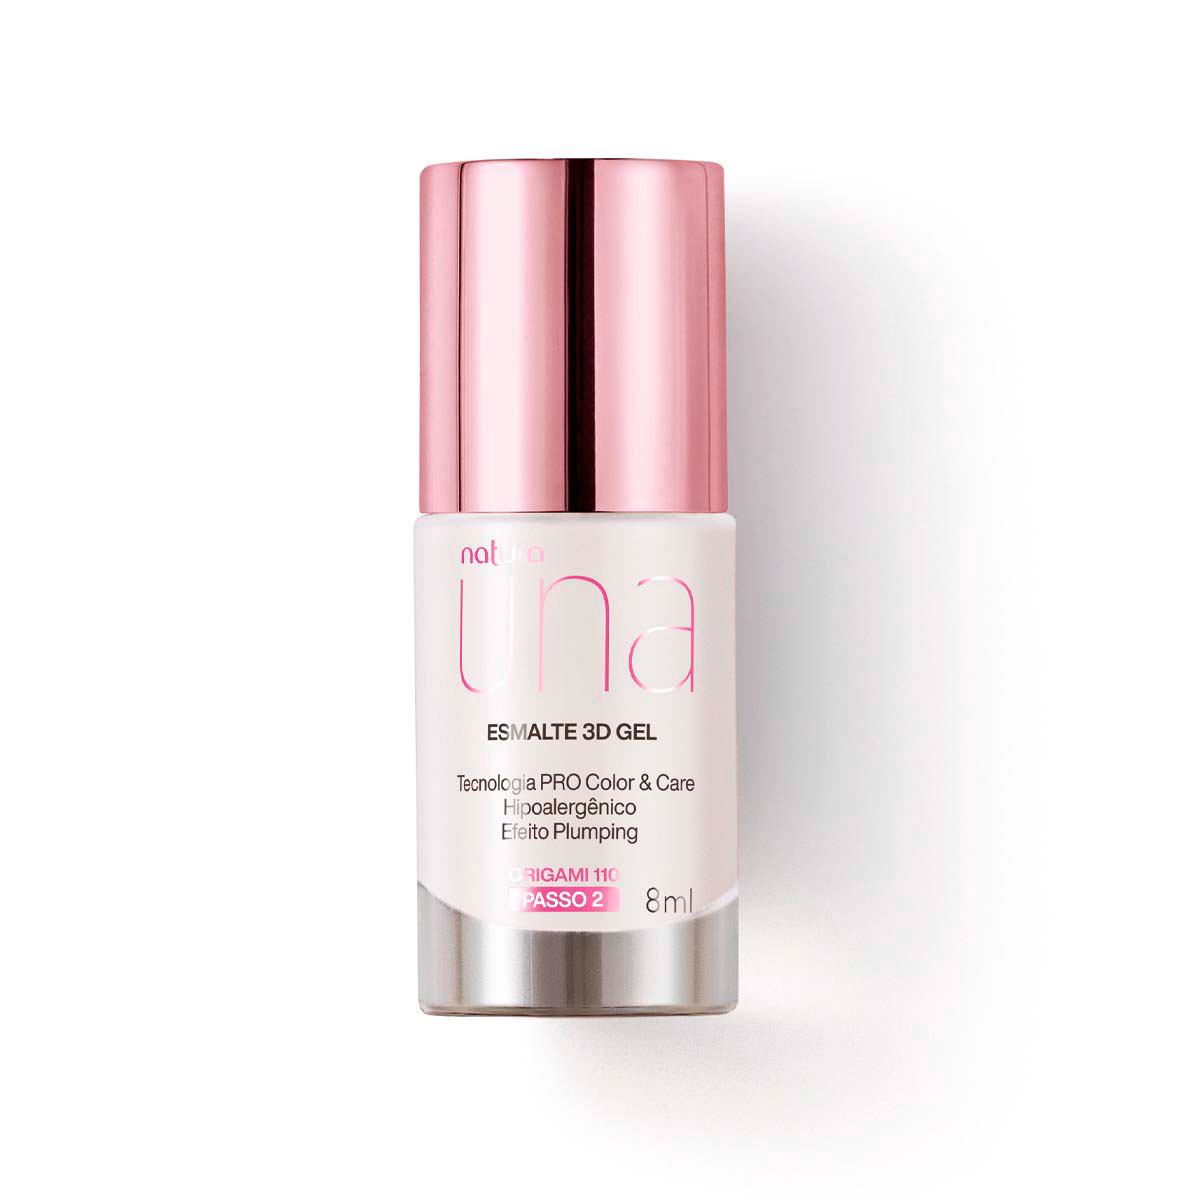 natura
una
ESMALTE 3D GEL
Tecnologia PRO Color & Care
Hipoalergênico
Efeito Plumping
ORIGAMI 110
PASSO 2
8ml